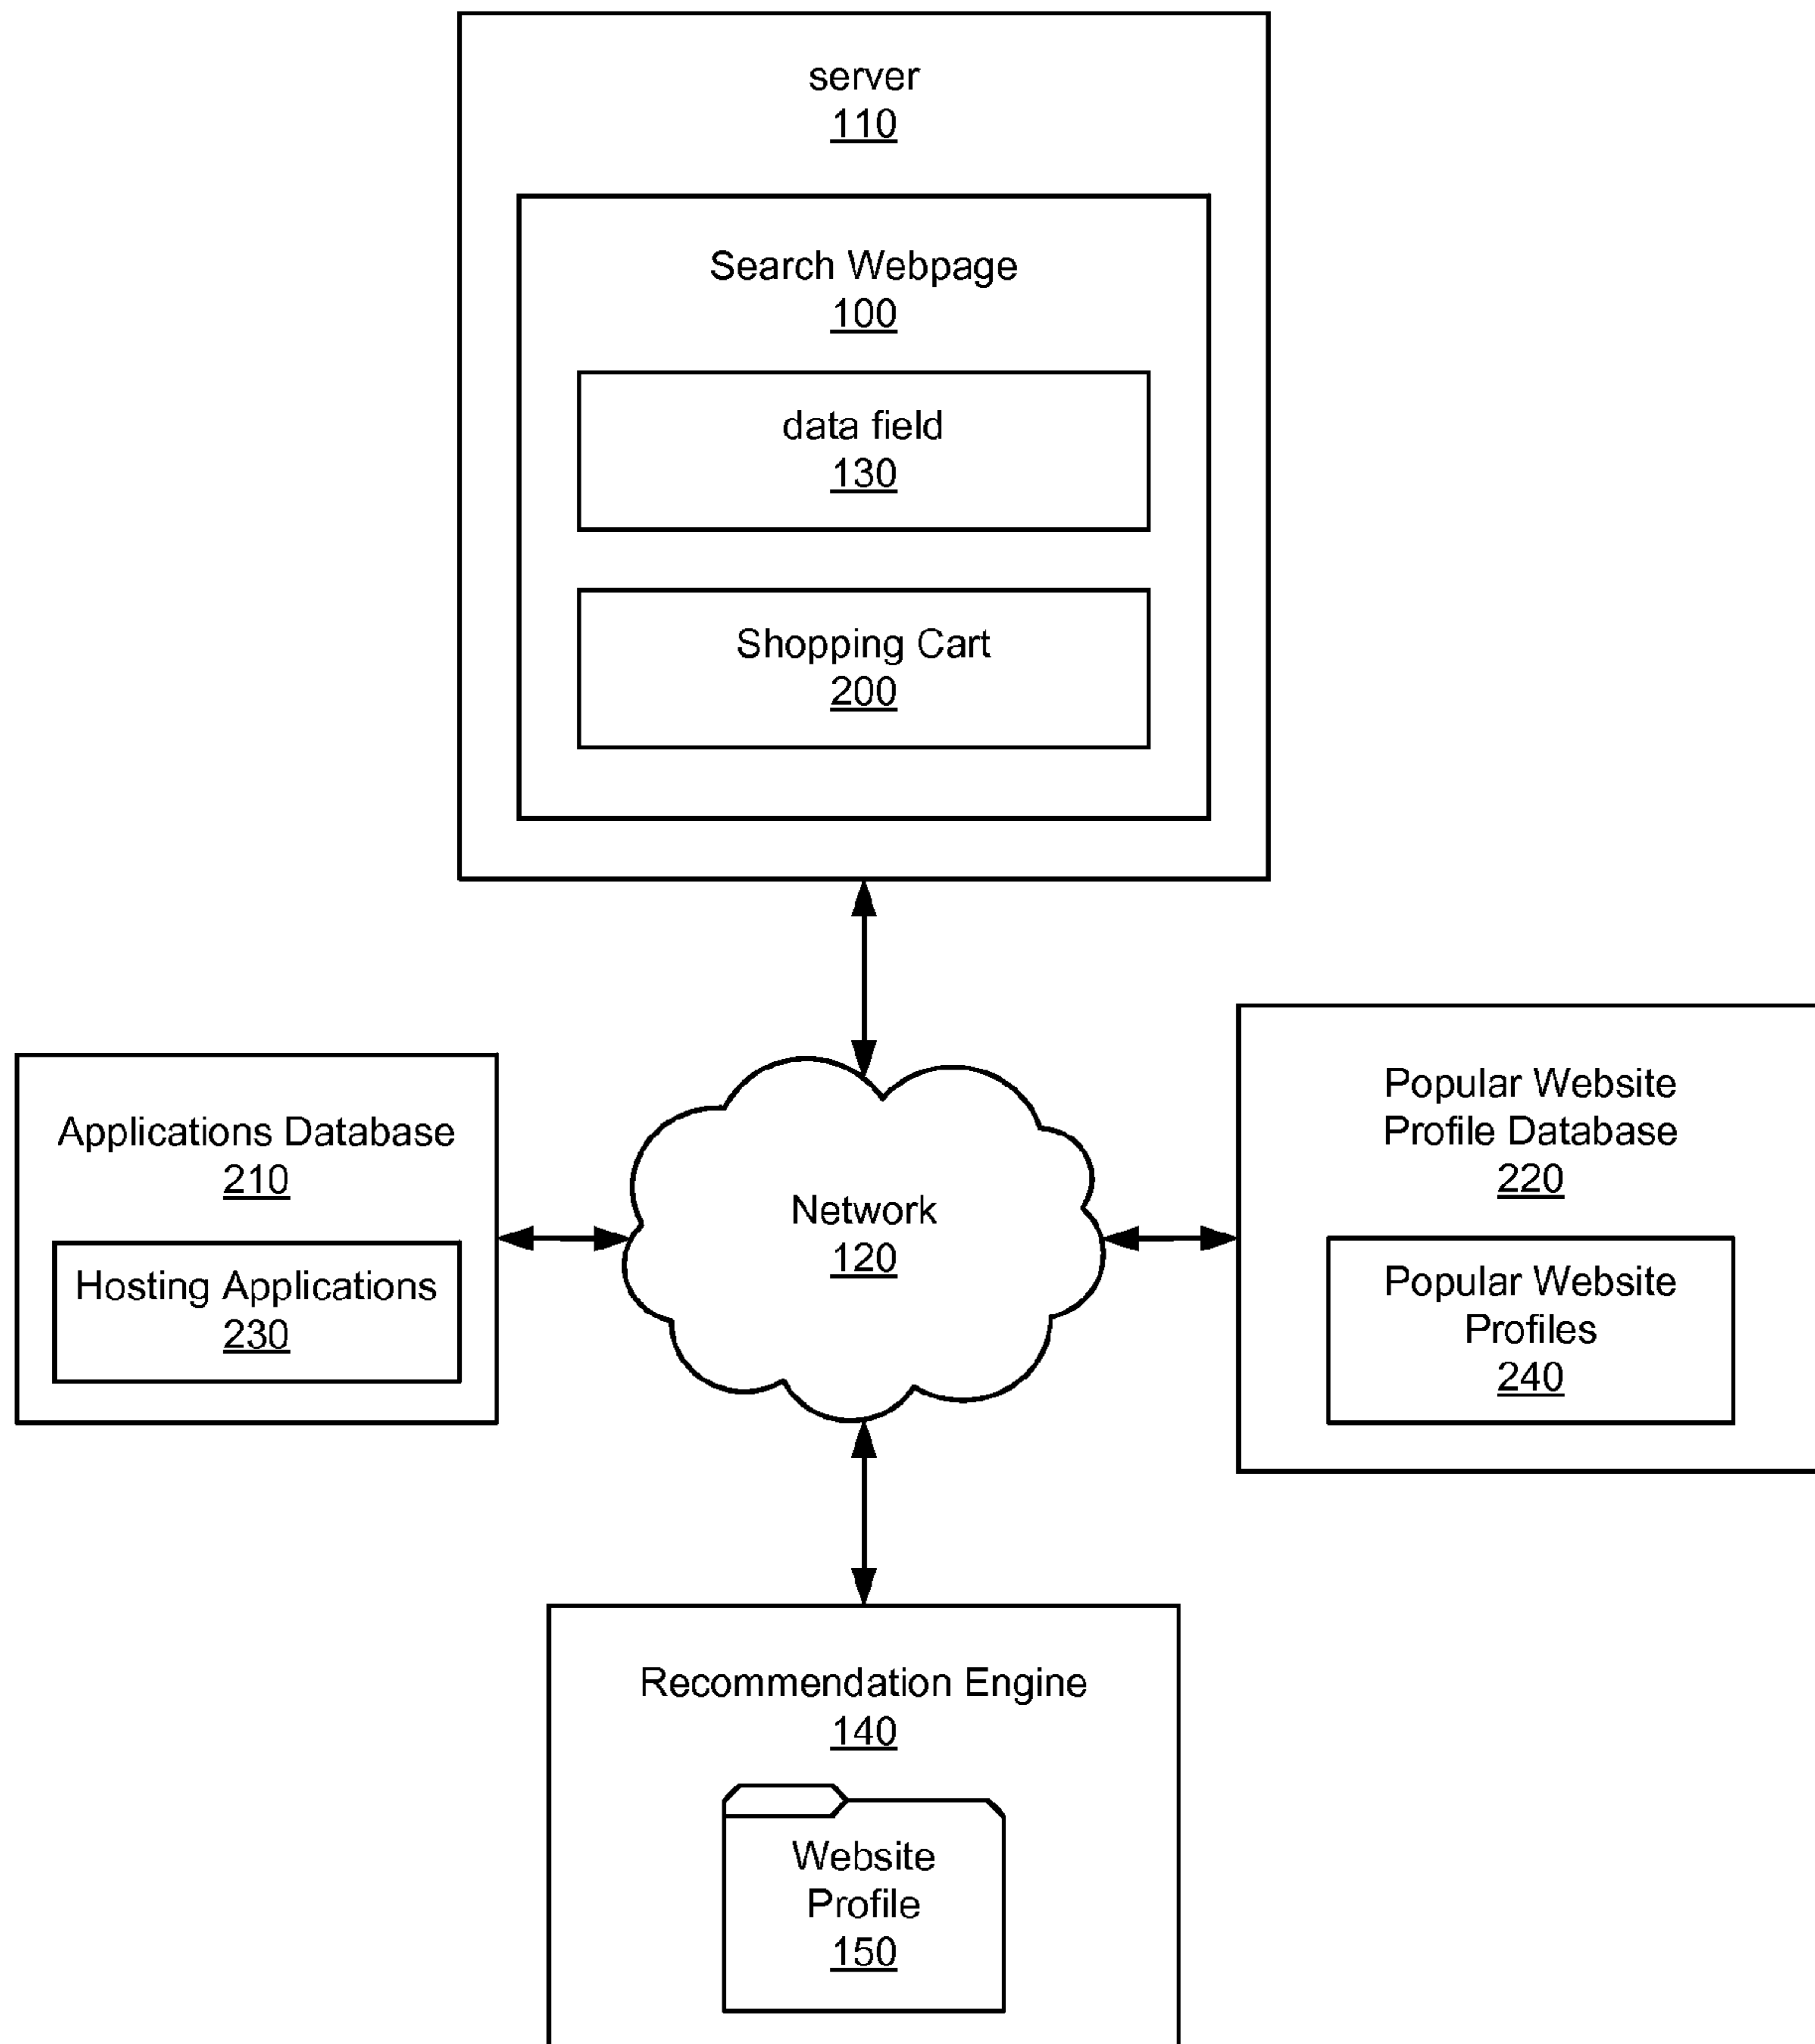 server
110
Search Webpage
100
data field
130
Shopping Cart
200
Applications Database
210
Hosting Applications
230
Network
120
Popular Website
Profile Database
220
Popular Website
Profiles
240
Recommendation Engine
140
Website
Profile
150